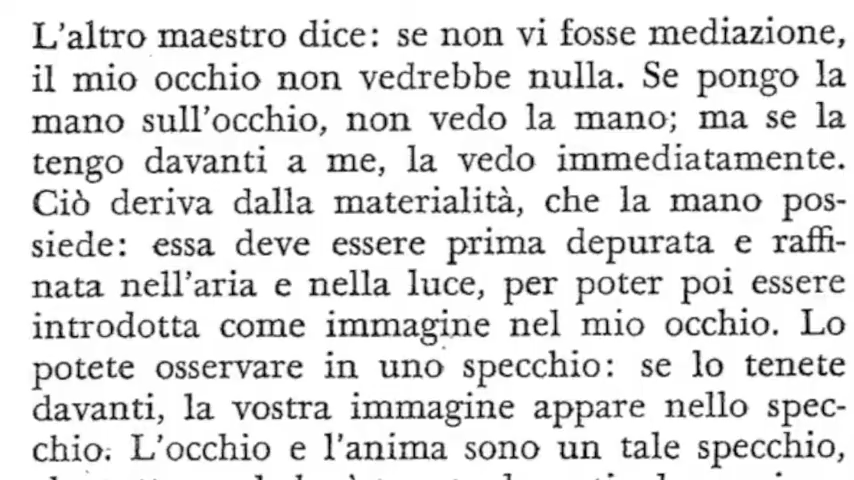 L'altro maestro dice: se non vi fosse mediazione,
il mio occhio non vedrebbe nulla. Se pongo la
mano sull'occhio, non vedo la mano; ma se la
tengo davanti a me, la vedo immediatamente.
Ciò deriva dalla materialità, che la mano pos-
siede: essa deve essere prima depurata e raffi-
nata nell'aria e nella luce, per poter poi essere
introdotta come immagine nel mio occhio. Lo
potete osservare in uno specchio: se lo tenete
davanti, la vostra immagine appare nello spec-
chio. L'occhio e l'anima sono un tale specchio,